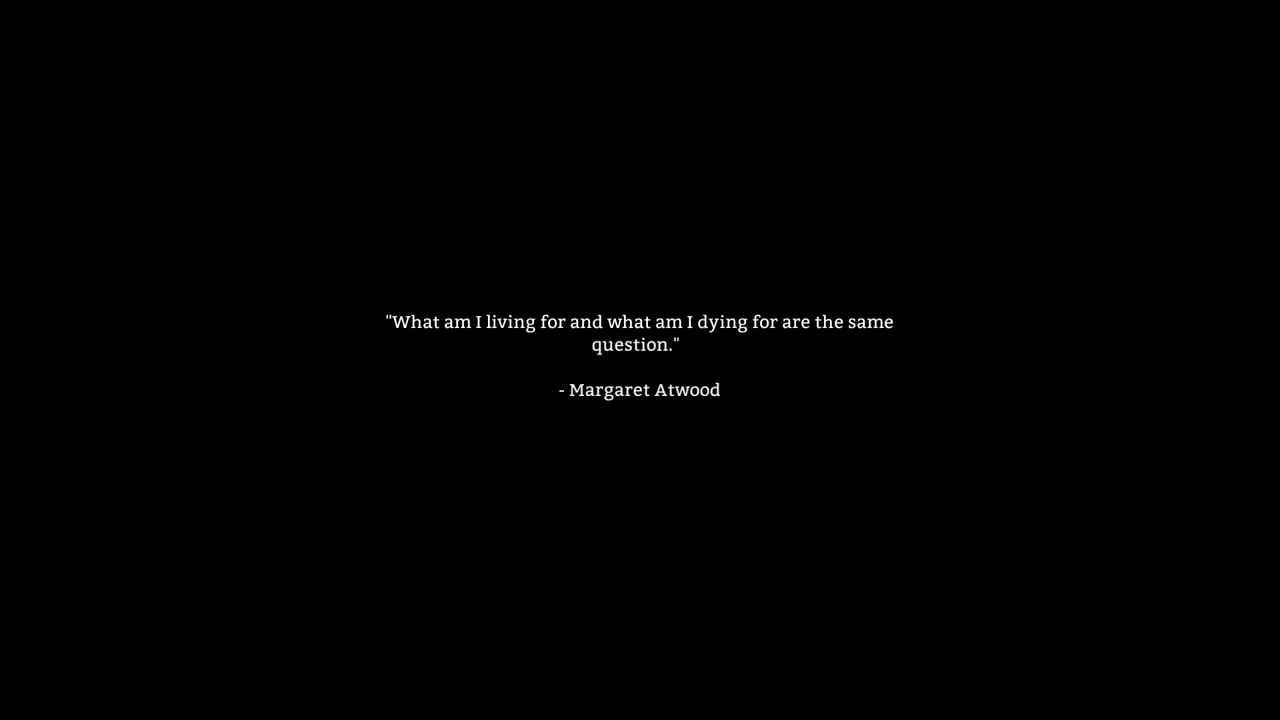 "What am I living for and what am I dying for are the same
question."
- Margaret Atwood